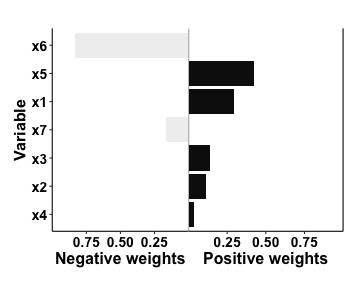 Variable
x6
x5
x1
x7
x3
x2
x4
0.75 0.50 0.25 0.25 0.50 0.75
Negative weights Positive weights